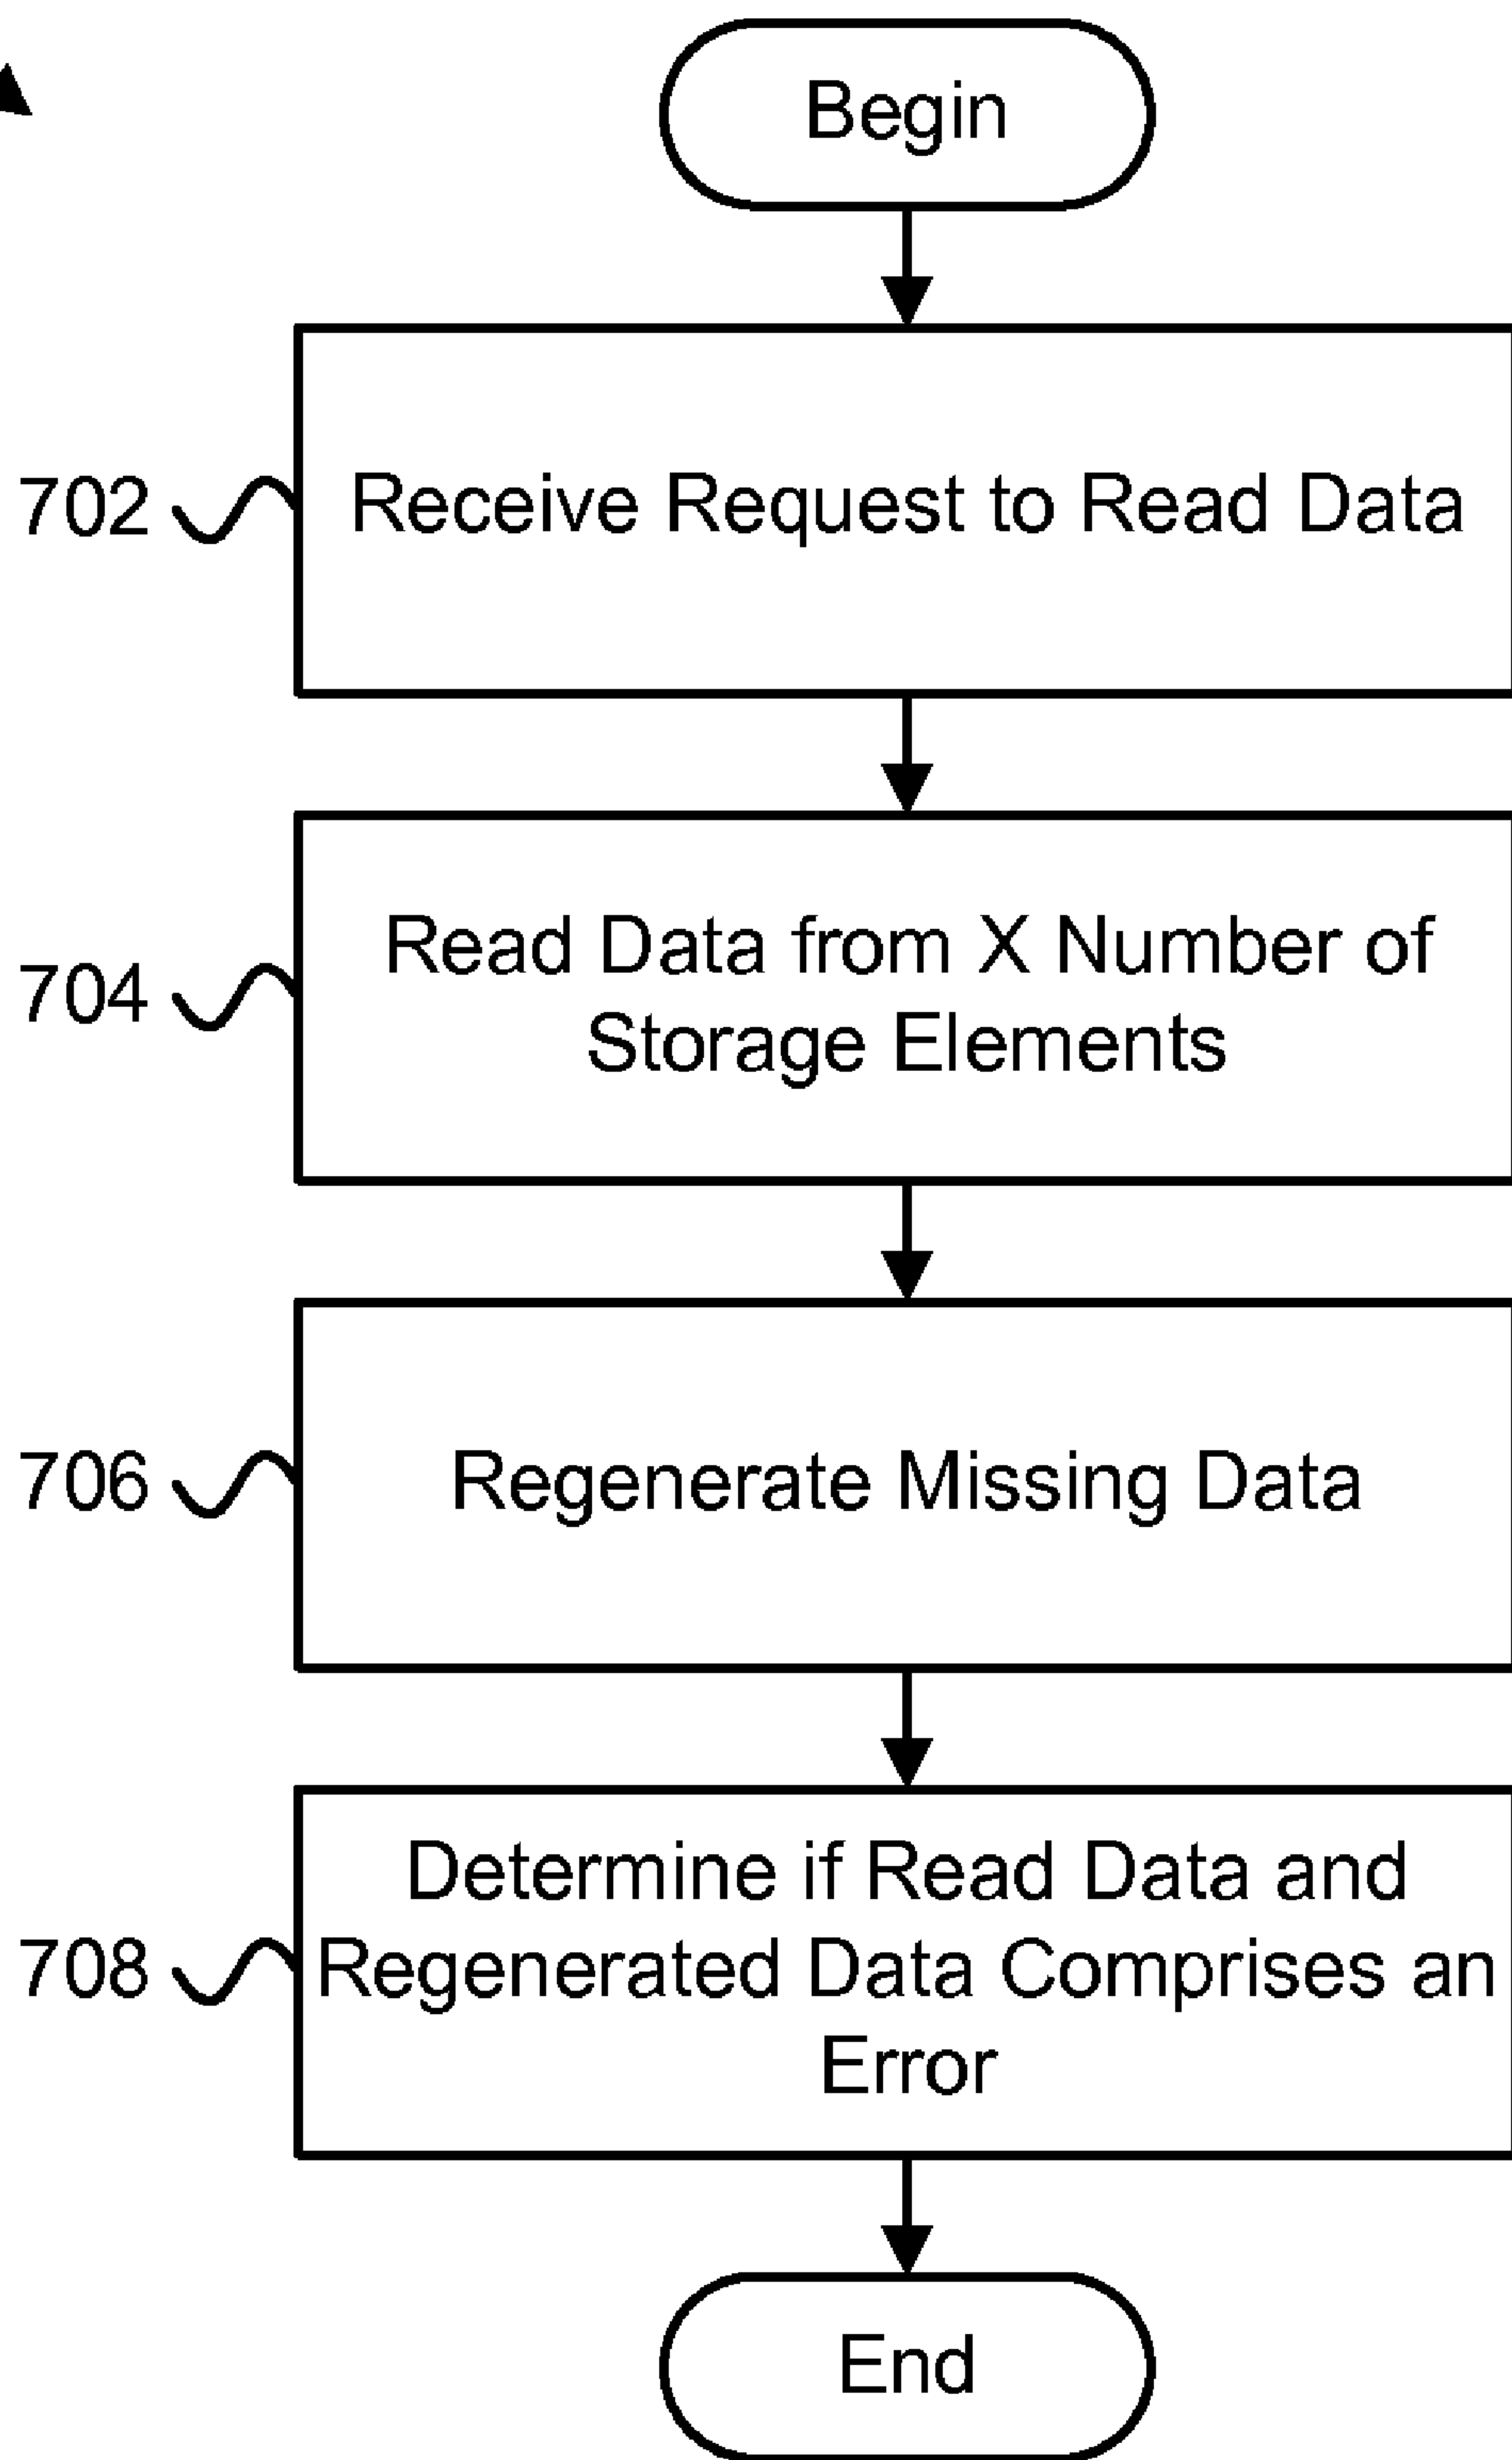 Begin
702
Receive Request to Read Data
704
Read Data from X Number of
Storage Elements
706
Regenerate Missing Data
708
Determine if Read Data and
Regenerated Data Comprises an
Error
End